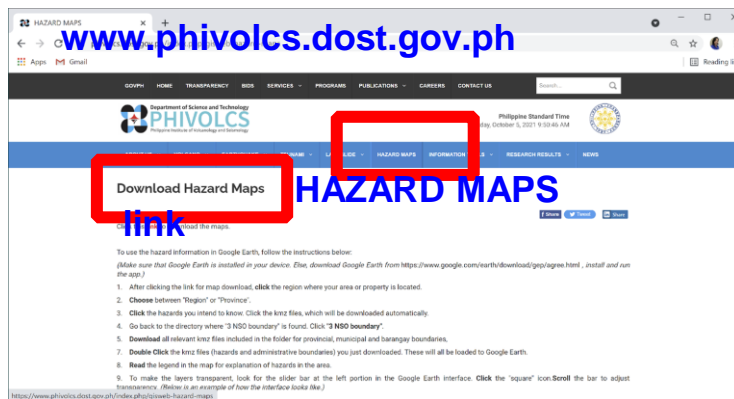 HAZARD MAPS
www.phivolcs.dost.gov.ph
Apps Gmail Reading li
GOVPH HOME TRANSPARENCY BIDS SERVICES PROGRAMS PUBLICATIONS CAREERS CONTACT US Search...
Department of Science and Technology
PHIVOLCS
Philippine Institute of Volcanology and Seismology
Philippine Standard Time
day, October 5, 2021 9:59:46 AM
HAZARD MAPS INFORMATION RESEARCH RESULTS NEWS
Download Hazard Maps
HAZARD MAPS
link
Share Tweet Share
download the maps.
To use the hazard information in Google Earth, follow the instructions below:
(Make sure that Google Earth is installed in your device. Else, download Google Earth from https://www.google.com/earth/download/gep/agree.html , install and run
the app.)
1. After clicking the link for map download, click the region where your area or property is located.
2. Choose between "Region" or "Province".
3. Click the hazards you intend to know. Click the kmz files, which will be downloaded automatically.
4. Go back to the directory where "3 NSO boundary" is found. Click "3 NSO boundary".
5. Download all relevant kmz files included in the folder for provincial, municipal and barangay boundaries,
7. Double Click the kmz files (hazards and administrative boundaries) you just downloaded. These will all be loaded to Google Earth.
8. Read the legend in the map for explanation of hazards in the area.
9. To make the layers transparent, look for the slider bar at the left portion in the Google Earth interface. Click the "square" icon.Scroll the bar to adjust
transparency. (Below is an example of how the interface looks like.)
https://www.phivolcs.dost.gov.ph/index.php/gisweb-hazard-maps